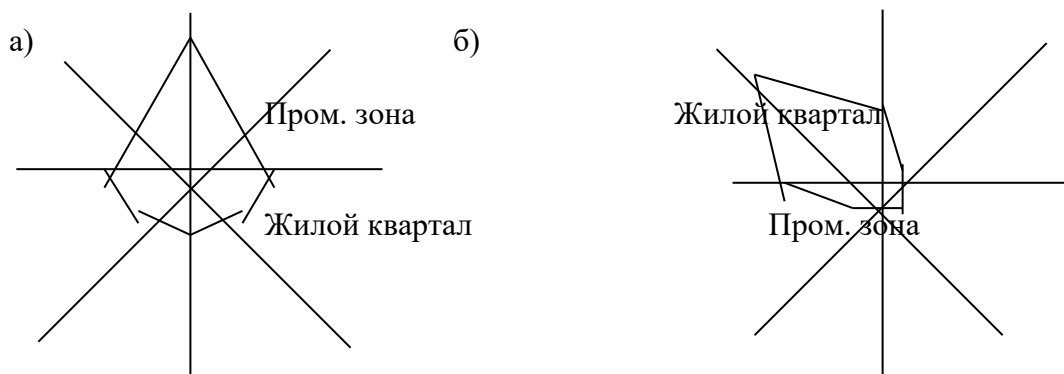 а)
б)
Пром. зона
Жилой квартал
Жилой квартал
Пром. зона